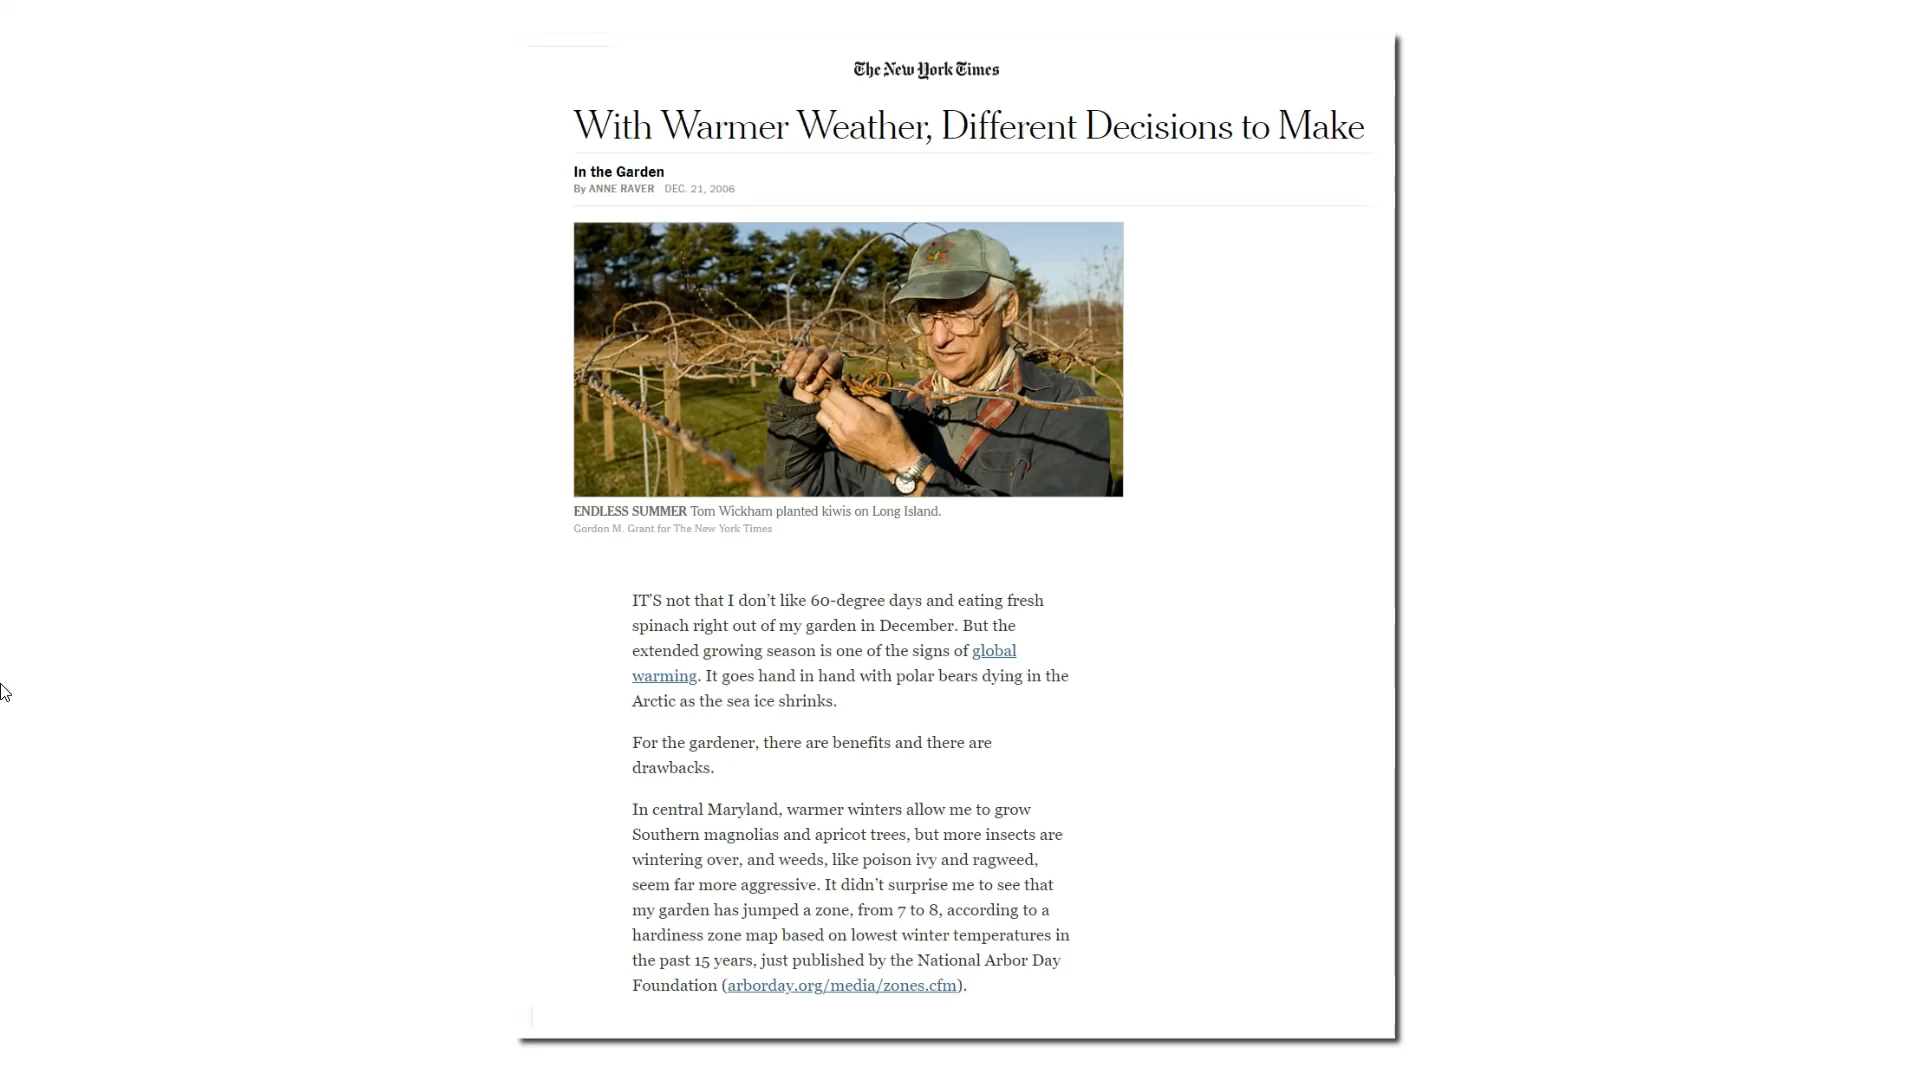 The New York Times
With Warmer Weather, Different Decisions to Make
In the Garden
By ANNE RAVER DEC. 21, 2006
ENDLESS SUMMER Tom Wickham planted kiwis on Long Island.
Gordon M. Grant for The New York Times
IT’S not that I don’t like 60-degree days and eating fresh
spinach right out of my garden in December. But the
extended growing season is one of the signs of global
warming. It goes hand in hand with polar bears dying in the
Arctic as the sea ice shrinks.
For the gardener, there are benefits and there are
drawbacks.
In central Maryland, warmer winters allow me to grow
Southern magnolias and apricot trees, but more insects are
wintering over, and weeds, like poison ivy and ragweed,
seem far more aggressive. It didn’t surprise me to see that
my garden has jumped a zone, from 7 to 8, according to a
hardiness zone map based on lowest winter temperatures in
the past 15 years, just published by the National Arbor Day
Foundation (arborday.org/media/zones.cfm).